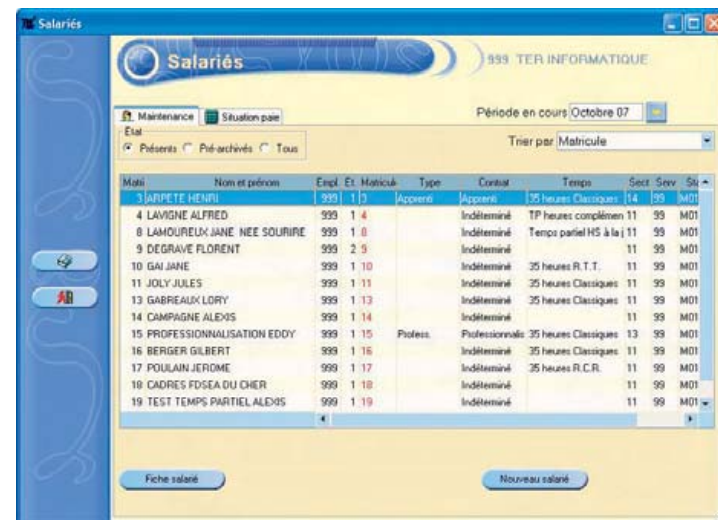 Salariés
Salariés
999 TER INFORMATIQUE
Maintenance Situation paie
Période en cours Octobre 07
Etat
Présents Pré-archivés Tous
Trier par Matricule
Matri Nom et prénom Empl. Et. Matricule Type Contrat Temps Sect Serv Sta
3 ARPETE HENRI 999 1 3 Apprenti Apprenti 35 heures Classiques 14 99 M01
4 LAVIGNE ALFRED 999 1 4 Indéterminé TP heures complémen 11 99 M01
8 LAMOUREUX JANE NEE SOURIRE 999 1 8 Indéterminé Temps partiel HS à la j 11 99 M01
9 DEGRAVE FLORENT 999 2 9 Indéterminé 11 99 M01
10 GAI JANE 999 1 10 Indéterminé 35 heures R.T.T. 11 99 M01
11 JOLY JULES 999 1 11 Indéterminé 35 heures Classiques 11 99 M01
13 GABREAUX LORY 999 1 13 Indéterminé 35 heures Classiques 11 99 M01
14 CAMPAGNE ALEXIS 999 1 14 Indéterminé 11 99 M01
15 PROFESSIONNALISATION EDDY 999 1 15 Profess. Professionnalis 35 heures Classiques 13 99 M01
16 BERGER GILBERT 999 1 16 Indéterminé 35 heures Classiques 11 99 M01
17 POULAIN JEROME 999 1 17 Indéterminé 35 heures R.C.R. 11 99 M01
18 CADRES FDSEA DU CHER 999 1 18 Indéterminé 11 99 M01
19 TEST TEMPS PARTIEL ALEXIS 999 1 19 Indéterminé 11 99 M01
Fiche salarié Nouveau salarié